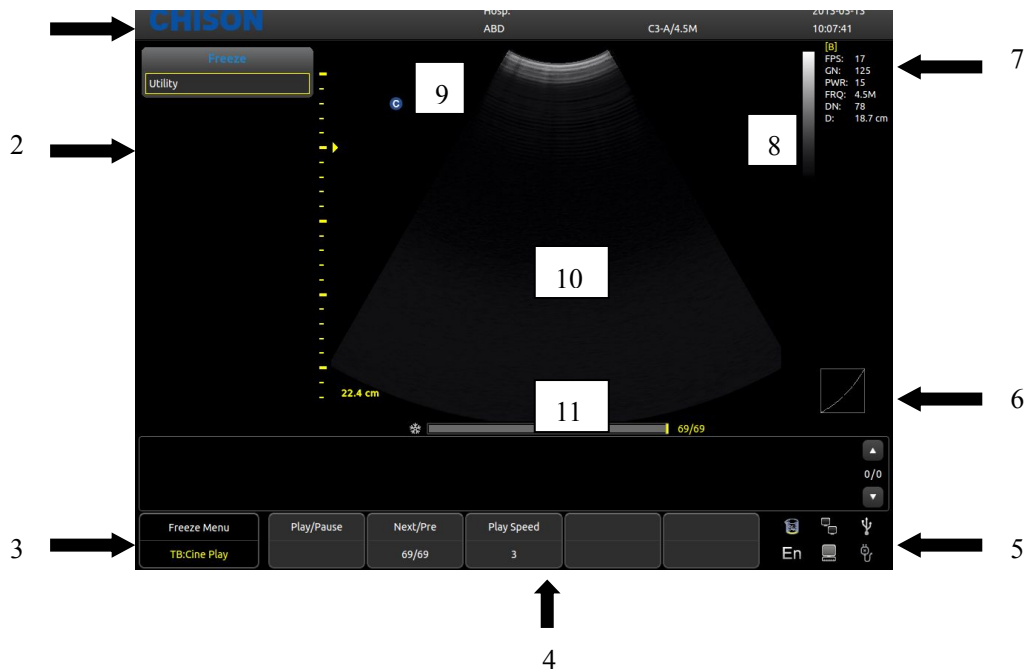 CHISON
Hosp.
2013-03-13
ABD
C3-A/4.5M
10:07:41
Freeze
Utility
[B]
FPS: 17
GN: 125
PWR: 15
FRQ: 4.5M
DN: 78
D: 18.7 cm
7
C
9
8
2
10
22.4 cm
11
6
69/69
0/0
Freeze Menu
Play/Pause
Next/Pre
Play Speed
TB:Cine Play
69/69
3
En
3
5
4